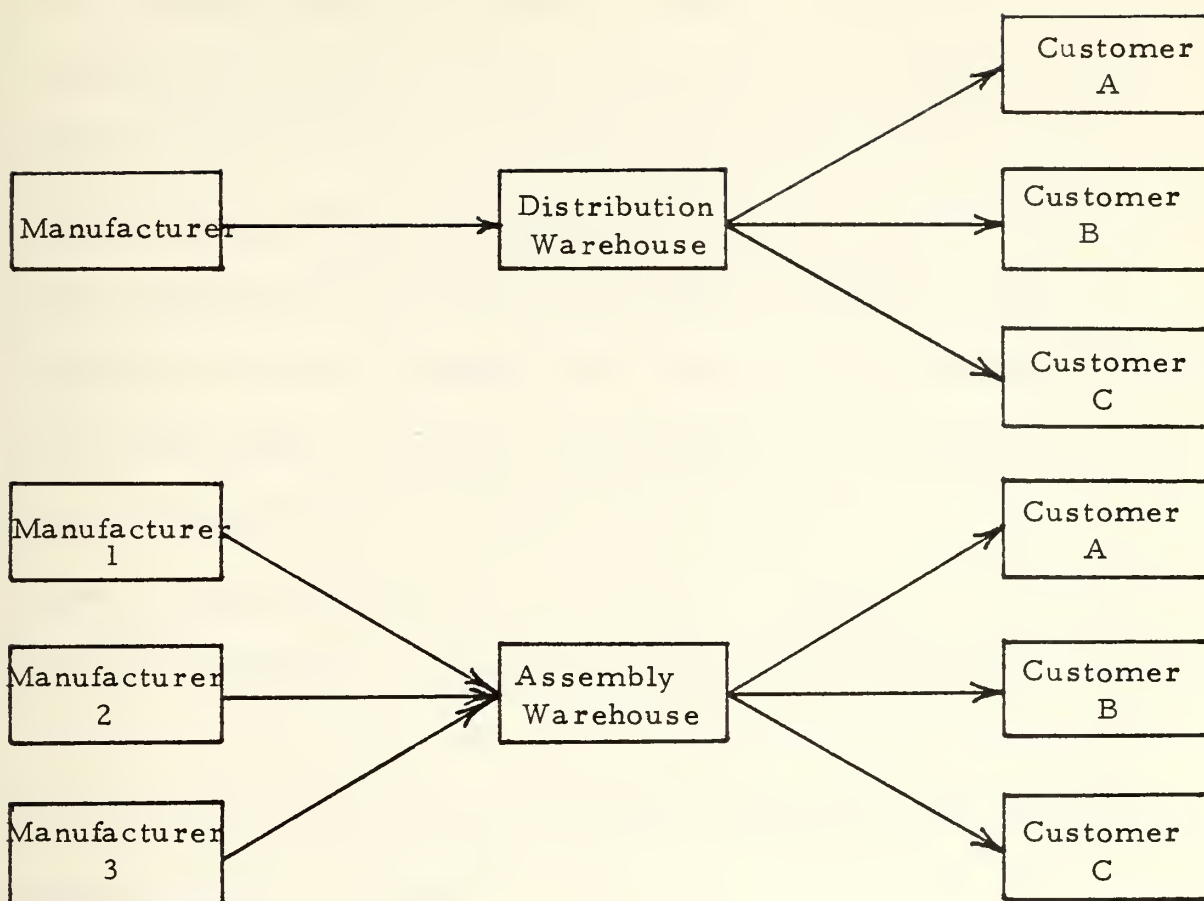 Customer
A
Manufacturer
Distribution
Warehouse
Customer
B
Customer
C
Manufacturer
1
Customer
A
Manufacturer
2
Assembly
Warehouse
Customer
B
Manufacturer
3
Customer
C